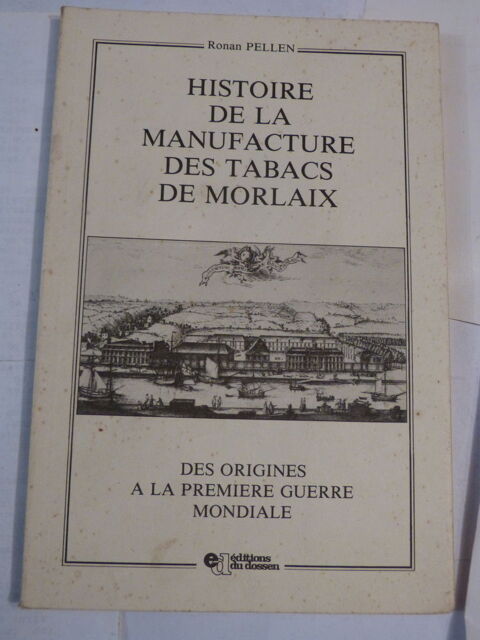 Ronan PELLEN
HISTOIRE
DE LA
MANUFACTURE
DES TABACS
DE MORLAIX
DES ORIGINES
A LA PREMIERE GUERRE
MONDIALE
ed éditions
du dossen